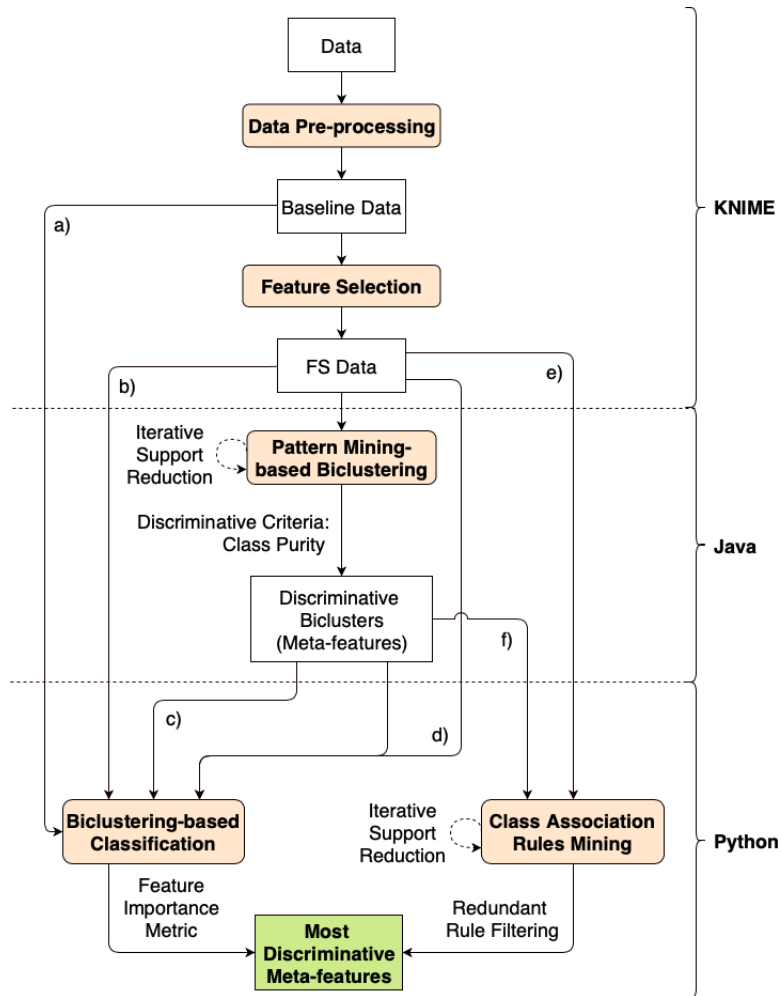 Data
Data Pre-processing
Baseline Data
a)
KNIME
Feature Selection
FS Data
b)
e)
Iterative
Support
Reduction
Pattern Mining-
based Biclustering
Discriminative Criteria:
Class Purity
Java
Discriminative
Biclusters
(Meta-features)
f)
c)
d)
Biclustering-based
Classification
Iterative
Support
Reduction
Class Association
Rules Mining
Python
Feature
Importance
Metric
Most
Discriminative
Meta-features
Redundant
Rule Filtering